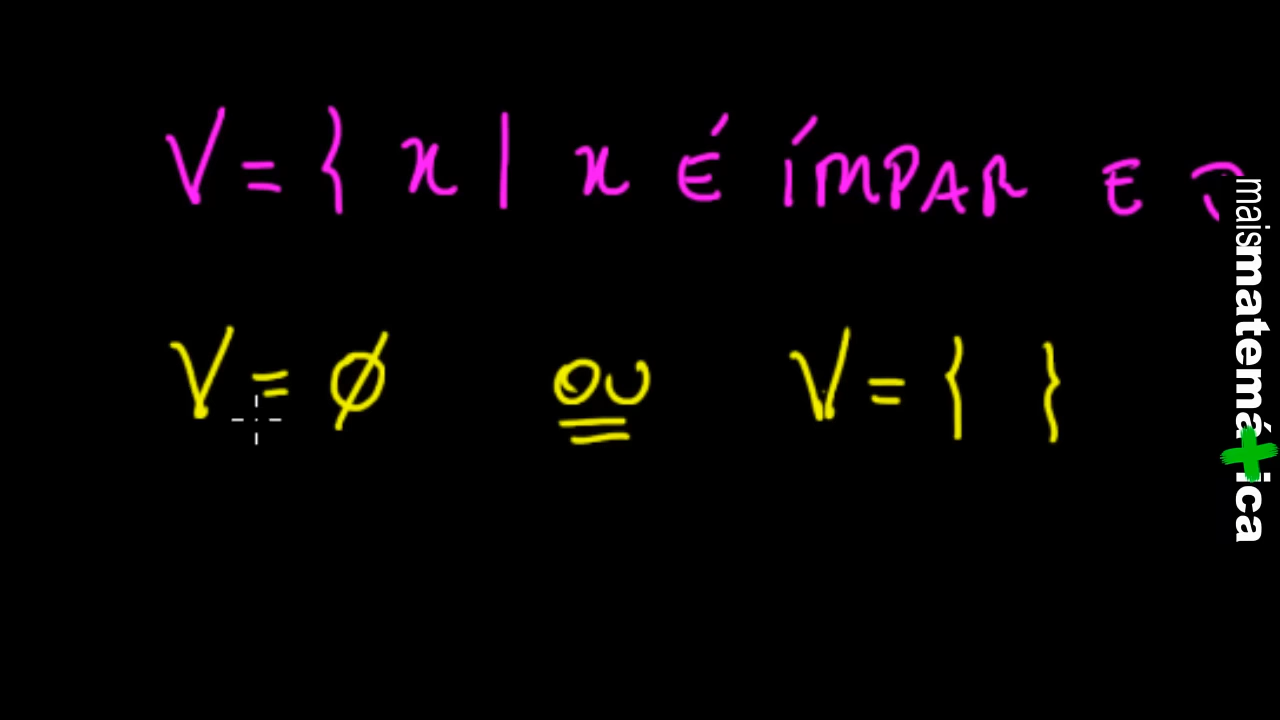 V = { x | x É ÍMPAR E
V = Ø OU V = { }
maismatemática